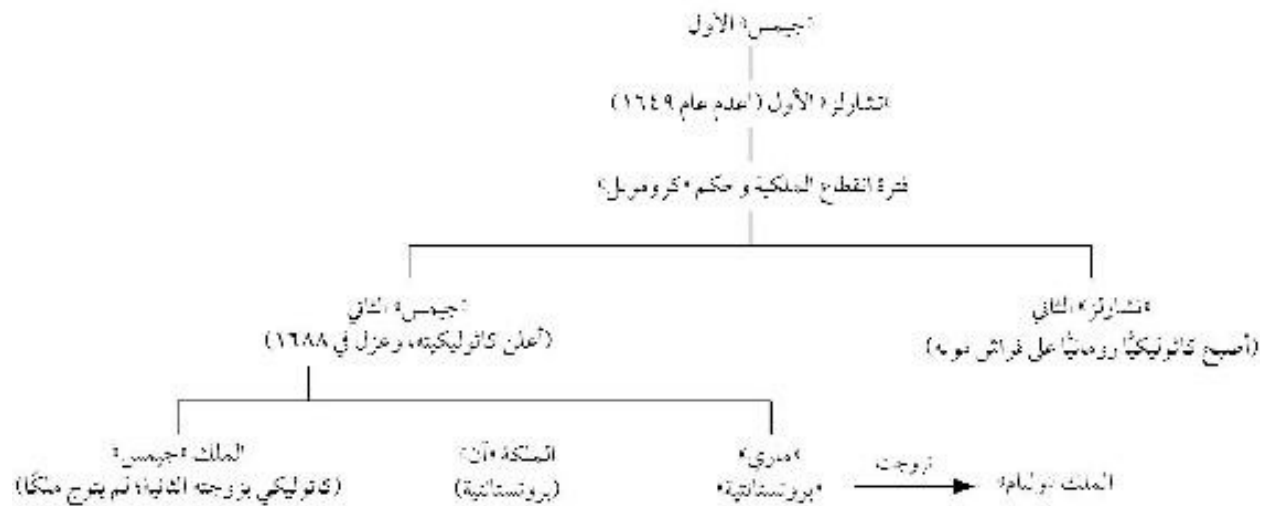 «جيمس» الأول
«تشارلز» الأول (أعدم عام ١٦٤٩)
فترة انقطاع الملكية وحكم «كرومويل»
«تشارلز» الثاني
(أصبح كاثوليكيًّا رومانيًّا على فراش موته)
«جيمس» الثاني
(أعلن كاثوليكيته، وعزل في ١٦٨٨)
«ماري»
«بروتستانتية»
تزوجت
الملك «وليام»
الملكة «آن»
(بروتستانتية)
الملك «جيمس»
(كاثوليكي بزوجته الثانية؛ لم يتوج ملكًا)